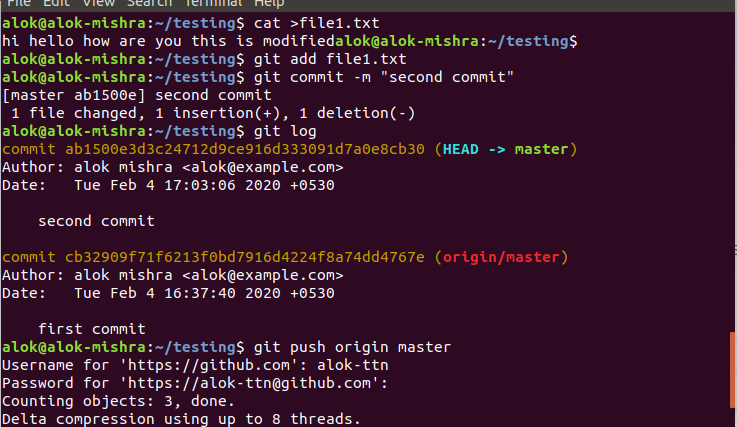 File Edit View Search Terminal Help
alok@alok-mishra:~/testing$ cat >file1.txt
hi hello how are you this is modifiedalok@alok-mishra:~/testing$
alok@alok-mishra:~/testing$ git add file1.txt
alok@alok-mishra:~/testing$ git commit -m "second commit"
[master ab1500e] second commit
 1 file changed, 1 insertion(+), 1 deletion(-)
alok@alok-mishra:~/testing$ git log
commit ab1500e3d3c24712d9ce916d333091d7a0e8cb30 (HEAD -> master)
Author: alok mishra <alok@example.com>
Date:   Tue Feb 4 17:03:06 2020 +0530

    second commit

commit cb32909f71f6213f0bd7916d4224f8a74dd4767e (origin/master)
Author: alok mishra <alok@example.com>
Date:   Tue Feb 4 16:37:40 2020 +0530

    first commit
alok@alok-mishra:~/testing$ git push origin master
Username for 'https://github.com': alok-ttn
Password for 'https://alok-ttn@github.com':
Counting objects: 3, done.
Delta compression using up to 8 threads.